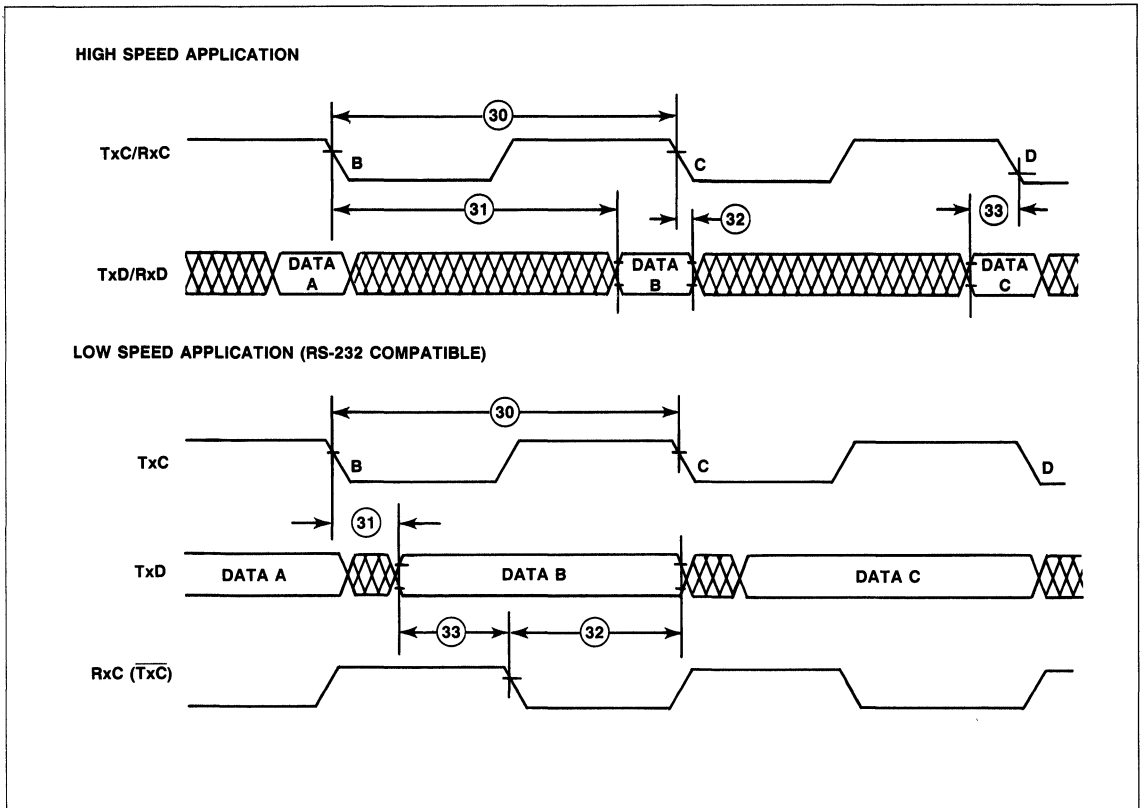 HIGH SPEED APPLICATION
30
TxC/RxC
B
C
D
31
32
33
TxD/RxD
DATA A
DATA B
DATA C
LOW SPEED APPLICATION (RS-232 COMPATIBLE)
30
TxC
B
C
D
31
TxD
DATA A
DATA B
DATA C
33
32
RxC (T̅x̅C̅)